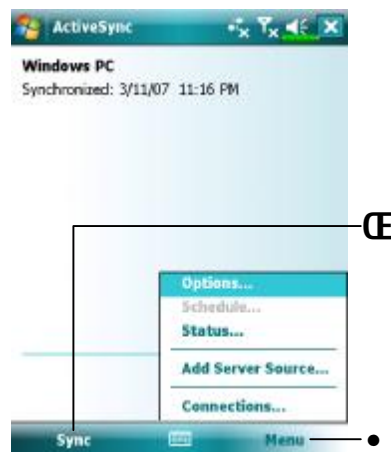 ActiveSync
Windows PC
Synchronized: 3/11/07 11:16 PM
Œ
Options...
Schedule...
Status...
Add Server Source...
Connections...
Sync Menu